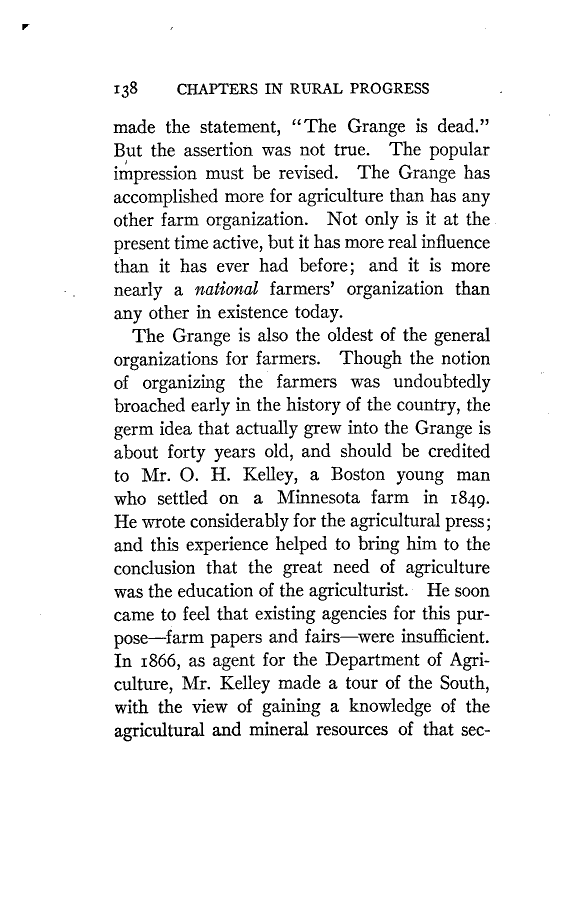 138 CHAPTERS IN RURAL PROGRESS
made the statement, "The Grange is dead."
But the assertion was not true. The popular
impression must be revised. The Grange has
accomplished more for agriculture than has any
other farm organization. Not only is it at the
present time active, but it has more real influence
than it has ever had before; and it is more
nearly a national farmers' organization than
any other in existence today.
The Grange is also the oldest of the general
organizations for farmers. Though the notion
of organizing the farmers was undoubtedly
broached early in the history of the country, the
germ idea that actually grew into the Grange is
about forty years old, and should be credited
to Mr. O. H. Kelley, a Boston young man
who settled on a Minnesota farm in 1849.
He wrote considerably for the agricultural press;
and this experience helped to bring him to the
conclusion that the great need of agriculture
was the education of the agriculturist. He soon
came to feel that existing agencies for this pur-
pose—farm papers and fairs—were insufficient.
In 1866, as agent for the Department of Agri-
culture, Mr. Kelley made a tour of the South,
with the view of gaining a knowledge of the
agricultural and mineral resources of that sec-